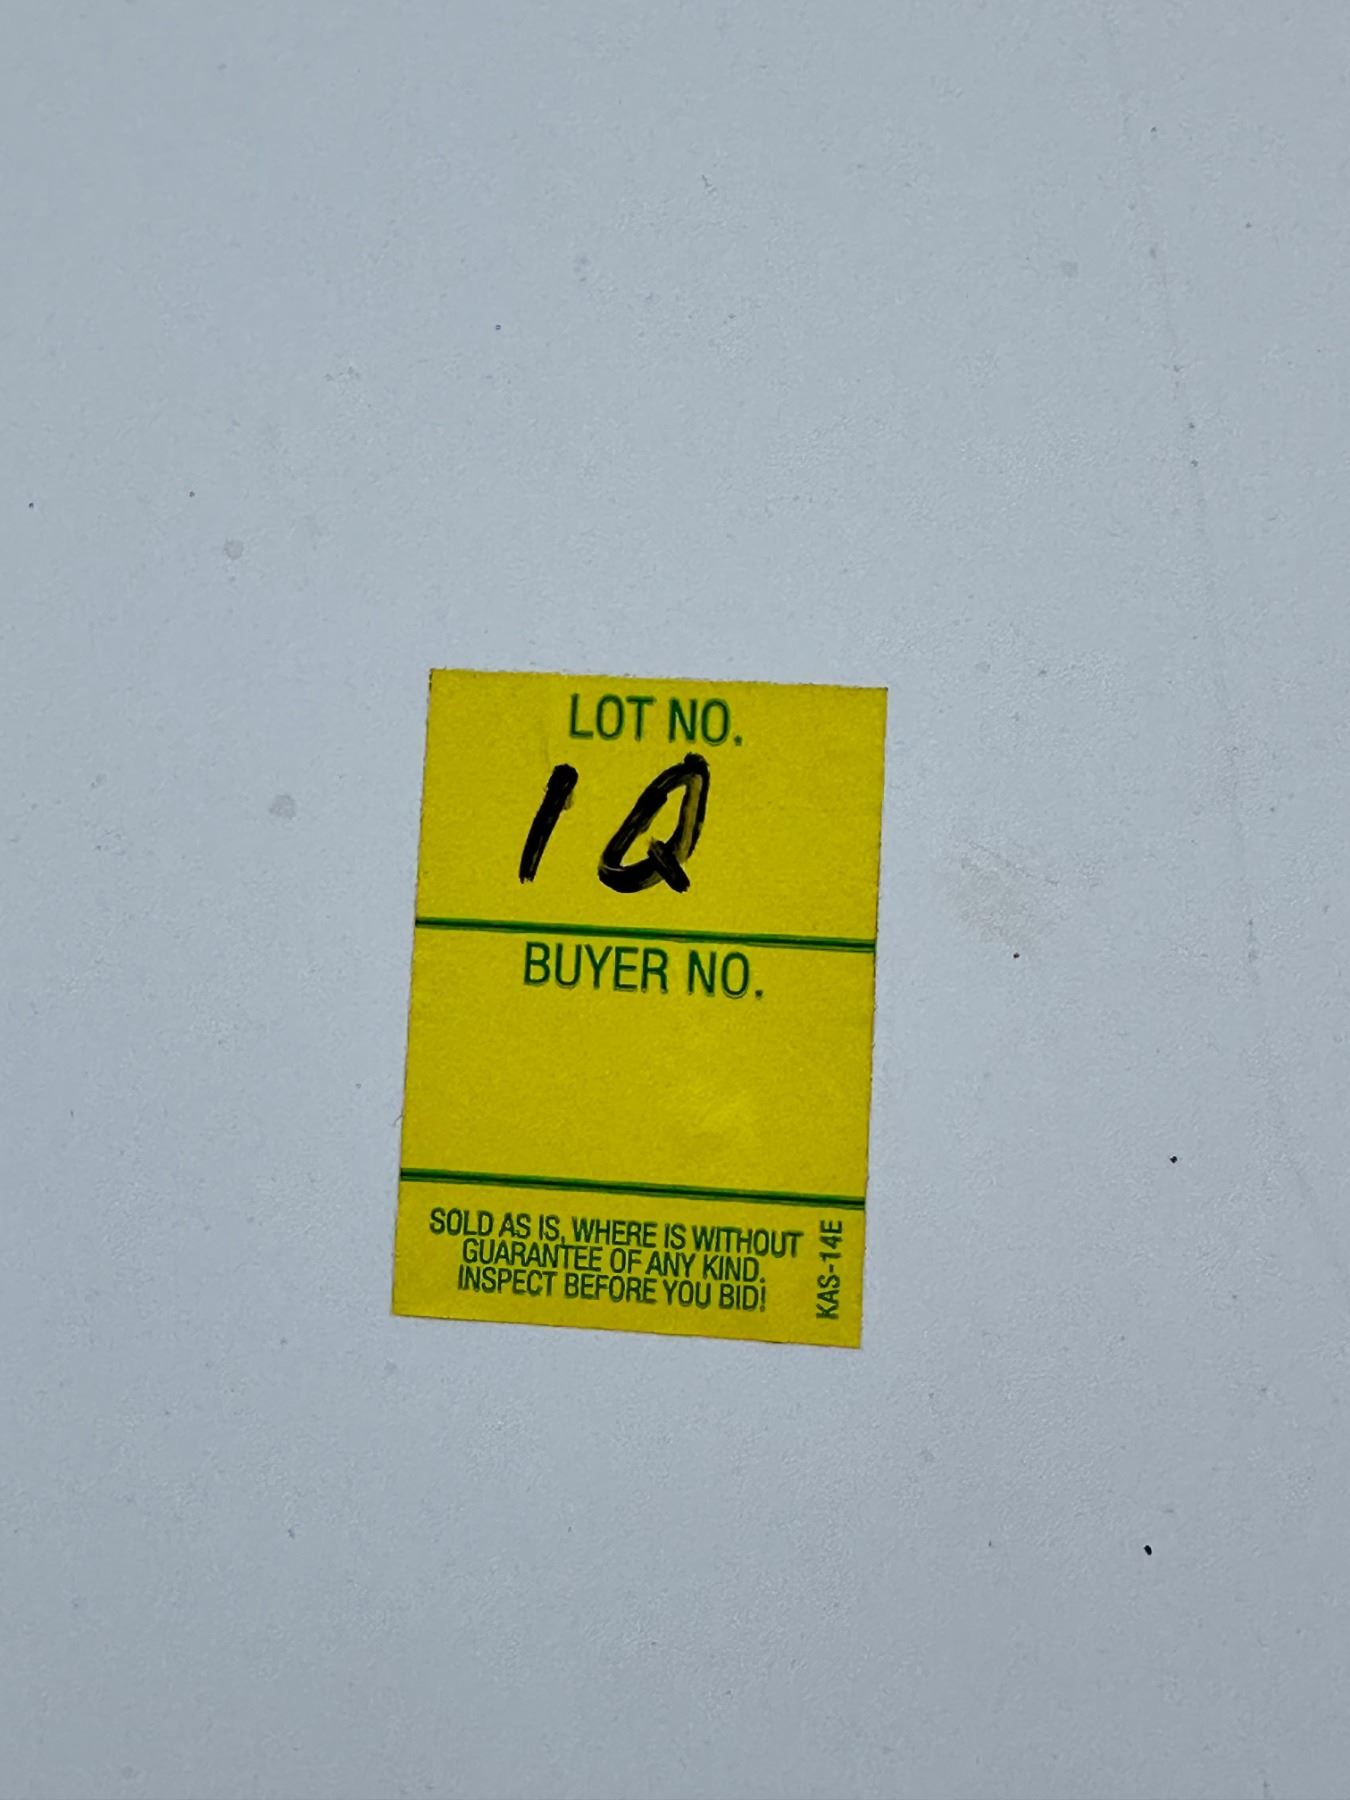 LOT NO.
1Q
BUYER NO.
SOLD AS IS, WHERE IS WITHOUT
GUARANTEE OF ANY KIND.
INSPECT BEFORE YOU BID!
KAS-14E